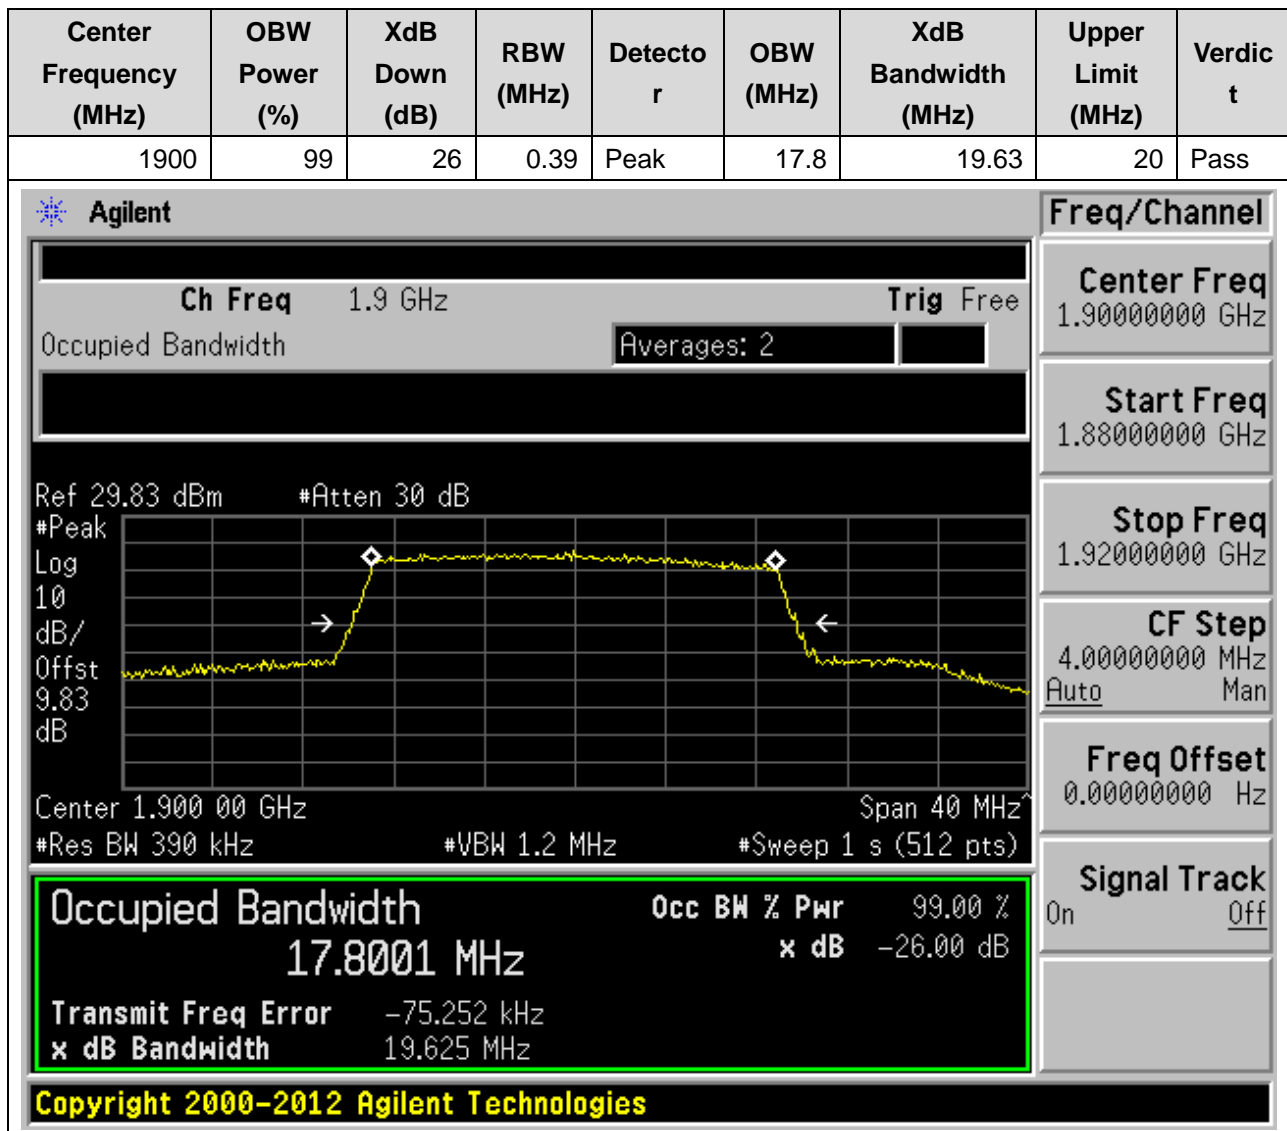 Center Frequency (MHz) OBW Power (%) XdB Down (dB) RBW (MHz) Detecto r OBW (MHz) XdB Bandwidth (MHz) Upper Limit (MHz) Verdic t
1900 99 26 0.39 Peak 17.8 19.63 20 Pass
Agilent
Freq/Channel
Ch Freq 1.9 GHz Trig Free
Occupied Bandwidth Averages: 2
Ref 29.83 dBm #Atten 30 dB
#Peak
Log
10
dB/
Offst
9.83
dB
Center 1.900 00 GHz Span 40 MHz^
#Res BW 390 kHz #VBW 1.2 MHz #Sweep 1 s (512 pts)
Occupied Bandwidth Occ BW % Pwr 99.00 %
17.8001 MHz x dB -26.00 dB
Transmit Freq Error -75.252 kHz
x dB Bandwidth 19.625 MHz
Center Freq
1.90000000 GHz
Start Freq
1.88000000 GHz
Stop Freq
1.92000000 GHz
CF Step
4.00000000 MHz
Auto Man
Freq Offset
0.00000000 Hz
Signal Track
On Off
Copyright 2000-2012 Agilent Technologies